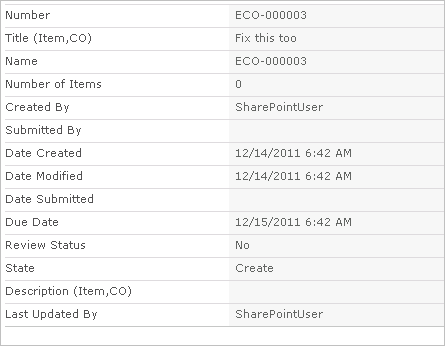 Number ECO-000003
Title (Item,CO) Fix this too
Name ECO-000003
Number of Items 0
Created By SharePointUser
Submitted By
Date Created 12/14/2011 6:42 AM
Date Modified 12/14/2011 6:42 AM
Date Submitted
Due Date 12/15/2011 6:42 AM
Review Status No
State Create
Description (Item,CO)
Last Updated By SharePointUser